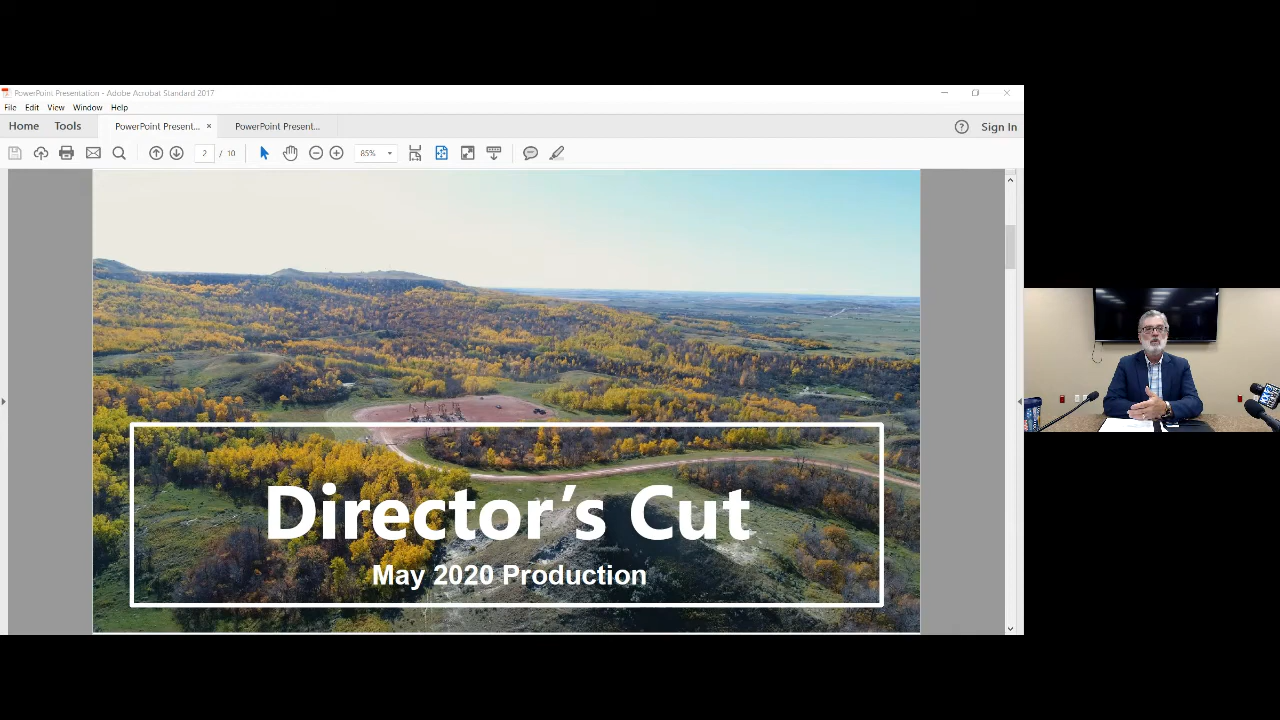 PowerPoint Presentation - Adobe Acrobat Standard 2017
File Edit View Window Help
Home Tools PowerPoint Present... × PowerPoint Present... Sign In
2 / 10 85%
Director's Cut
May 2020 Production